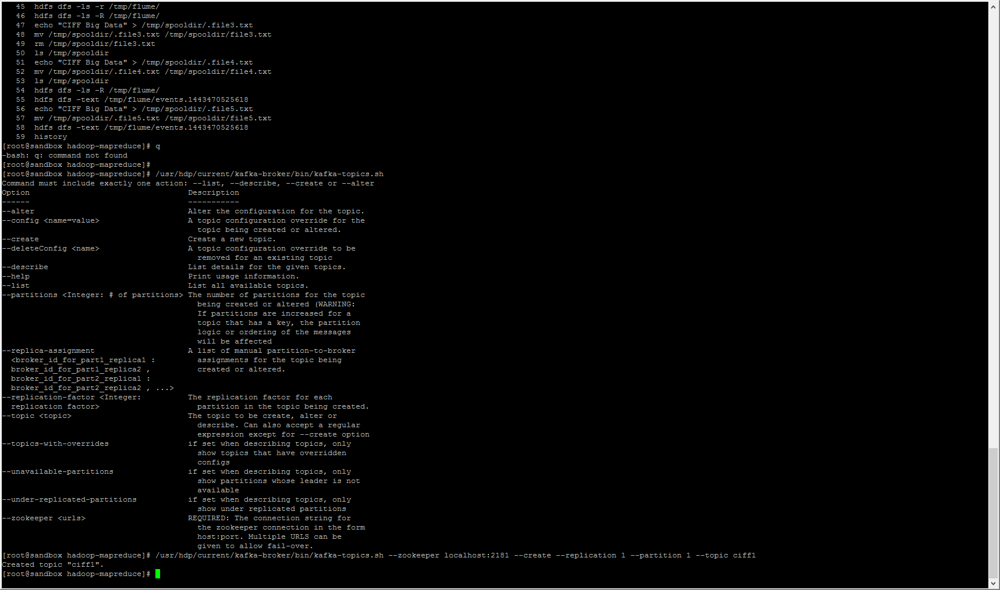 45  hdfs dfs -ls -r /tmp/flume/
46  hdfs dfs -ls -R /tmp/flume/
47  echo "CIFF Big Data" > /tmp/spooldir/.file3.txt
48  mv /tmp/spooldir/.file3.txt /tmp/spooldir/file3.txt
49  rm /tmp/spooldir/file3.txt
50  ls /tmp/spooldir
51  echo "CIFF Big Data" > /tmp/spooldir/.file4.txt
52  mv /tmp/spooldir/.file4.txt /tmp/spooldir/file4.txt
53  ls /tmp/spooldir
54  hdfs dfs -ls -R /tmp/flume/
55  hdfs dfs -text /tmp/flume/events.1443470525618
56  echo "CIFF Big Data" > /tmp/spooldir/.file5.txt
57  mv /tmp/spooldir/.file5.txt /tmp/spooldir/file5.txt
58  hdfs dfs -text /tmp/flume/events.1443470525618
59  history
[root@sandbox hadoop-mapreduce]# q
-bash: q: command not found
[root@sandbox hadoop-mapreduce]#
[root@sandbox hadoop-mapreduce]# /usr/hdp/current/kafka-broker/bin/kafka-topics.sh
Command must include exactly one action: --list, --describe, --create or --alter
Option                                  Description
------                                  -----------
--alter                                 Alter the configuration for the topic.
--config <name=value>                   A topic configuration override for the
                                          topic being created or altered.
--create                                Create a new topic.
--deleteConfig <name>                   A topic configuration override to be
                                          removed for an existing topic
--describe                              List details for the given topics.
--help                                  Print usage information.
--list                                  List all available topics.
--partitions <Integer: # of partitions> The number of partitions for the topic
                                          being created or altered (WARNING:
                                          If partitions are increased for a
                                          topic that has a key, the partition
                                          logic or ordering of the messages
                                          will be affected
--replica-assignment                    A list of manual partition-to-broker
  <broker_id_for_part1_replica1 :         assignments for the topic being
  broker_id_for_part1_replica2 ,          created or altered.
  broker_id_for_part2_replica1 :
  broker_id_for_part2_replica2 , ...>
--replication-factor <Integer:          The replication factor for each
  replication factor>                     partition in the topic being created.
--topic <topic>                         The topic to be create, alter or
                                          describe. Can also accept a regular
                                          expression except for --create option
--topics-with-overrides                 if set when describing topics, only
                                          show topics that have overridden
                                          configs
--unavailable-partitions                if set when describing topics, only
                                          show partitions whose leader is not
                                          available
--under-replicated-partitions           if set when describing topics, only
                                          show under replicated partitions
--zookeeper <urls>                      REQUIRED: The connection string for
                                          the zookeeper connection in the form
                                          host:port. Multiple URLS can be
                                          given to allow fail-over.
[root@sandbox hadoop-mapreduce]# /usr/hdp/current/kafka-broker/bin/kafka-topics.sh --zookeeper localhost:2181 --create --replication 1 --partition 1 --topic ciff1
Created topic "ciff1".
[root@sandbox hadoop-mapreduce]#